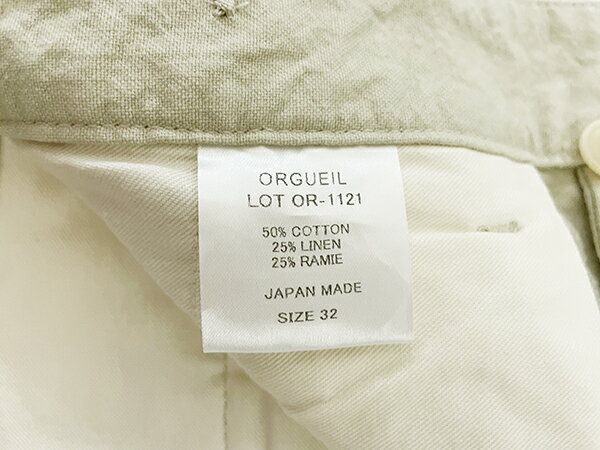 ORGUEIL
LOT OR-1121
50% COTTON
25% LINEN
25% RAMIE
JAPAN MADE
SIZE 32